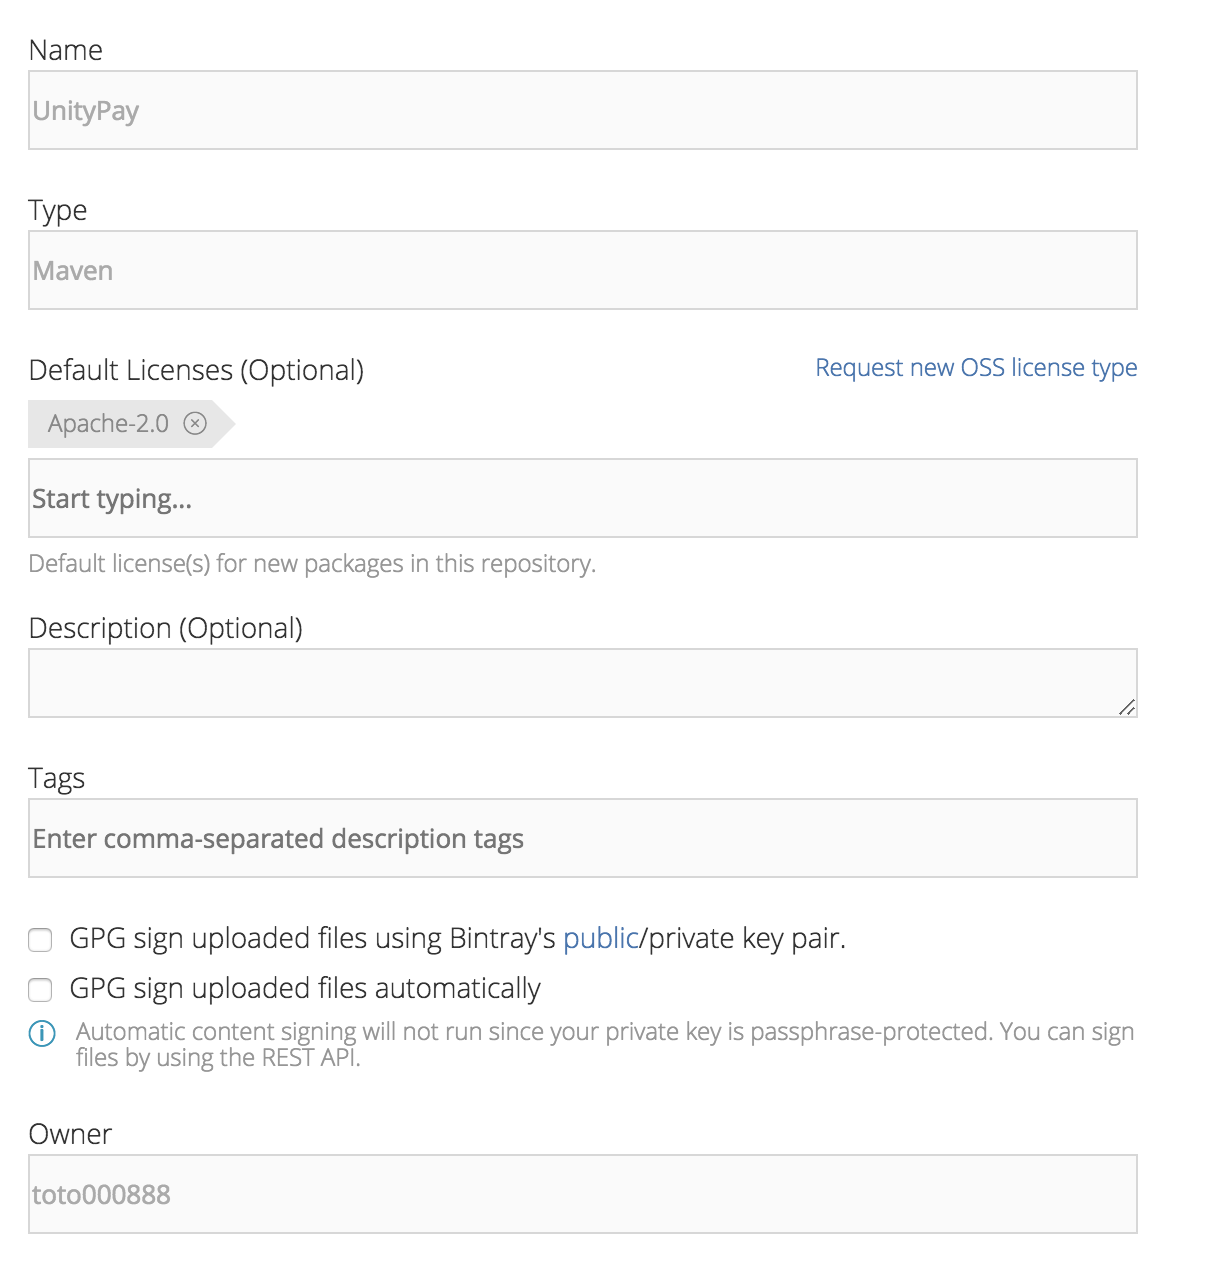 Name
UnityPay
Type
Maven
Default Licenses (Optional)
Request new OSS license type
Apache-2.0
Start typing...
Default license(s) for new packages in this repository.
Description (Optional)
Tags
Enter comma-separated description tags
GPG sign uploaded files using Bintray's public/private key pair.
GPG sign uploaded files automatically
Automatic content signing will not run since your private key is passphrase-protected. You can sign
files by using the REST API.
Owner
toto000888